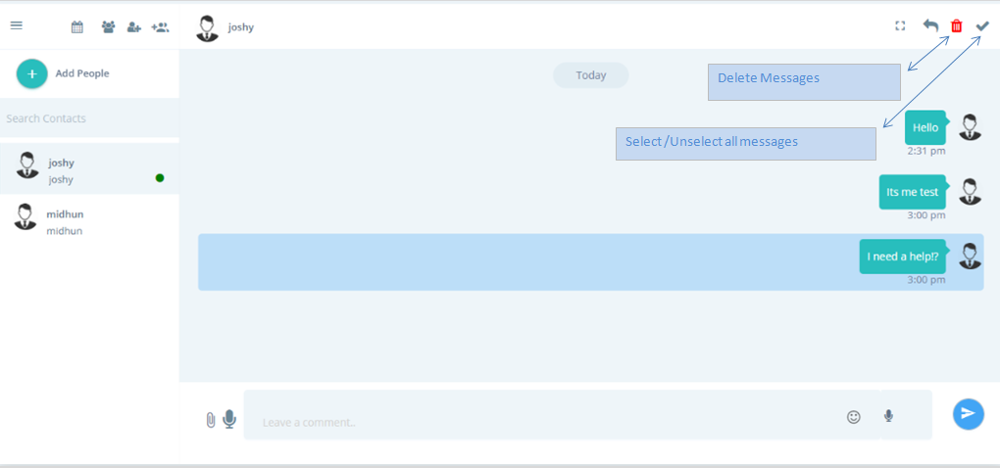 joshy
Add People
Search Contacts
joshy
joshy
midhun
midhun
Today
Delete Messages
Select /Unselect all messages
Hello
2:31 pm
Its me test
3:00 pm
I need a help!?
3:00 pm
Leave a comment..